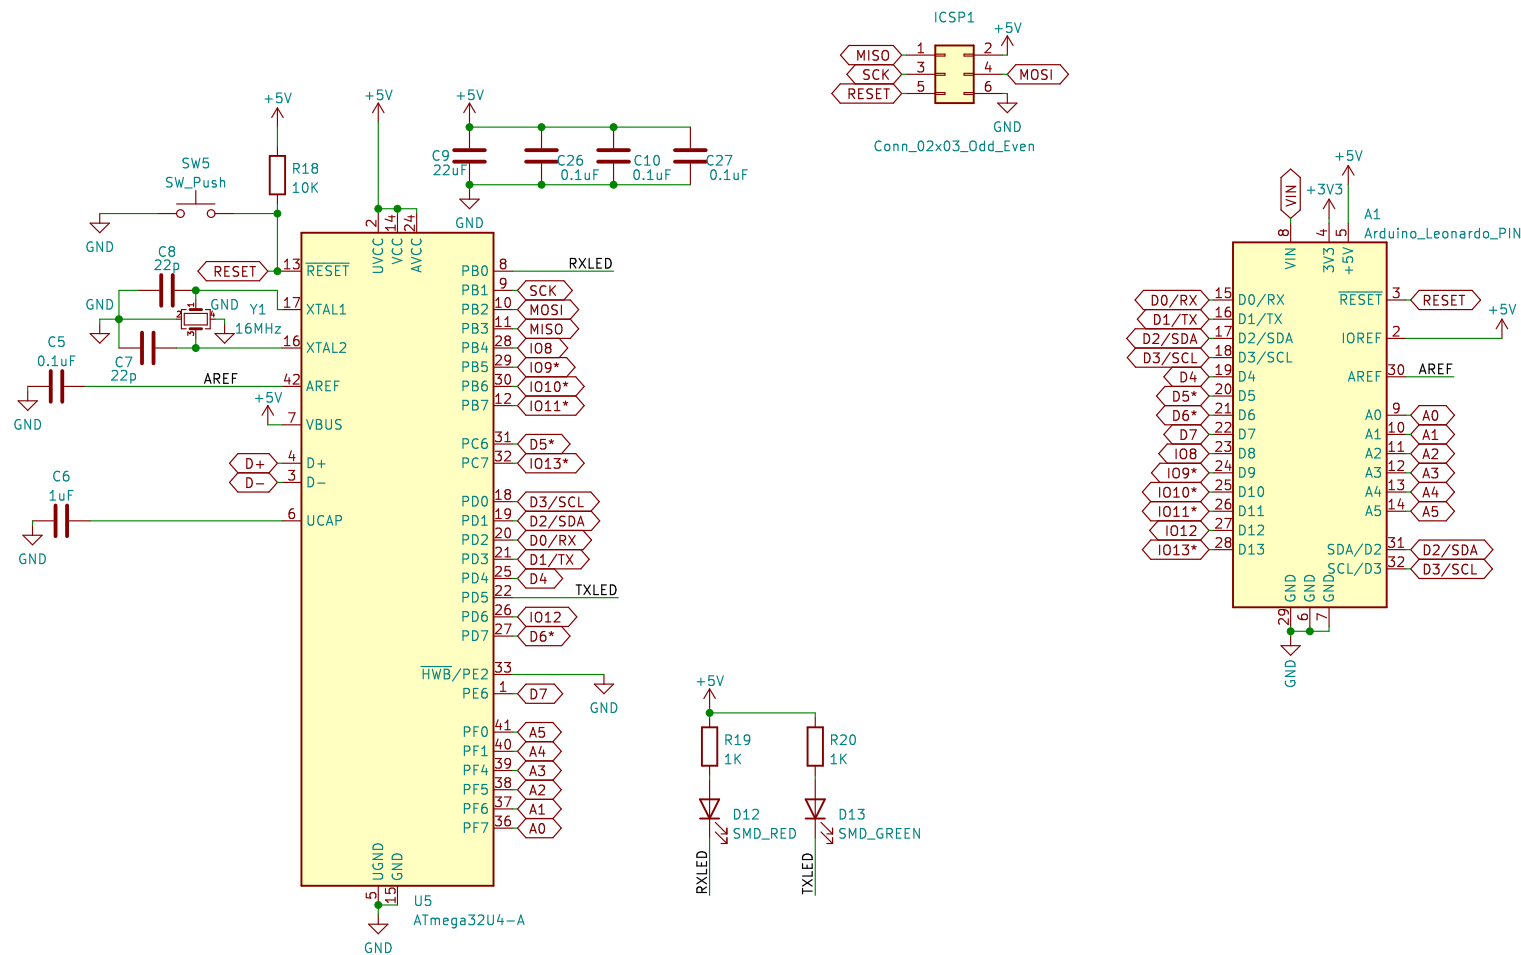 ICSP1
+5V
MISO 1 2
SCK 3 4 MOSI
RESET 5 6
GND
Conn_02x03_Odd_Even
+5V
R18
10K
SW5
SW_Push
GND
+5V
+5V
C9
22uF
C26
0.1uF
C10
0.1uF
C27
0.1uF
GND
2 14 24
UVCC VCC AVCC
RESET 13 RESET
C8
22p
GND
GND
Y1
16MHz
1
2
3
4
17 XTAL1
16 XTAL2
C7
22p
C5
0.1uF
GND
AREF 42 AREF
+5V
7 VBUS
D+ 4 D+
D- 3 D-
C6
1uF
GND
6 UCAP
PB0 8 RXLED
PB1 9 SCK
PB2 10 MOSI
PB3 11 MISO
PB4 28 IO8
PB5 29 IO9*
PB6 30 IO10*
PB7 12 IO11*
PC6 31 D5*
PC7 32 IO13*
PD0 18 D3/SCL
PD1 19 D2/SDA
PD2 20 D0/RX
PD3 21 D1/TX
PD4 25 D4
PD5 22 TXLED
PD6 26 IO12
PD7 27 D6*
HWB/PE2 33
GND
PE6 1 D7
PF0 41 A5
PF1 40 A4
PF4 39 A3
PF5 38 A2
PF6 37 A1
PF7 36 A0
UGND GND
5 15
GND
U5
ATmega32U4-A
+5V
R19
1K
R20
1K
D12
SMD_RED
D13
SMD_GREEN
RXLED
TXLED
+5V
+3V3
VIN
A1
Arduino_Leonardo_PIN
8 4 5
VIN 3V3 +5V
D0/RX 15 D0/RX
D1/TX 16 D1/TX
D2/SDA 17 D2/SDA
D3/SCL 18 D3/SCL
D4 19 D4
D5* 20 D5
D6* 21 D6
D7 22 D7
IO8 23 D8
IO9* 24 D9
IO10* 25 D10
IO11* 26 D11
IO12 27 D12
IO13* 28 D13
RESET 3 RESET
+5V
IOREF 2
AREF 30 AREF
A0 9 A0
A1 10 A1
A2 11 A2
A3 12 A3
A4 13 A4
A5 14 A5
SDA/D2 31 D2/SDA
SCL/D3 32 D3/SCL
GND GND GND
29 6 7
GND